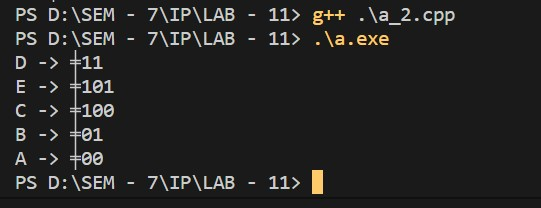 PS D:\SEM - 7\IP\LAB - 11> g++ .\a_2.cpp
PS D:\SEM - 7\IP\LAB - 11> .\a.exe
D -> ╪11
E -> ╪101
C -> ╪100
B -> ╪01
A -> ╪00
PS D:\SEM - 7\IP\LAB - 11>